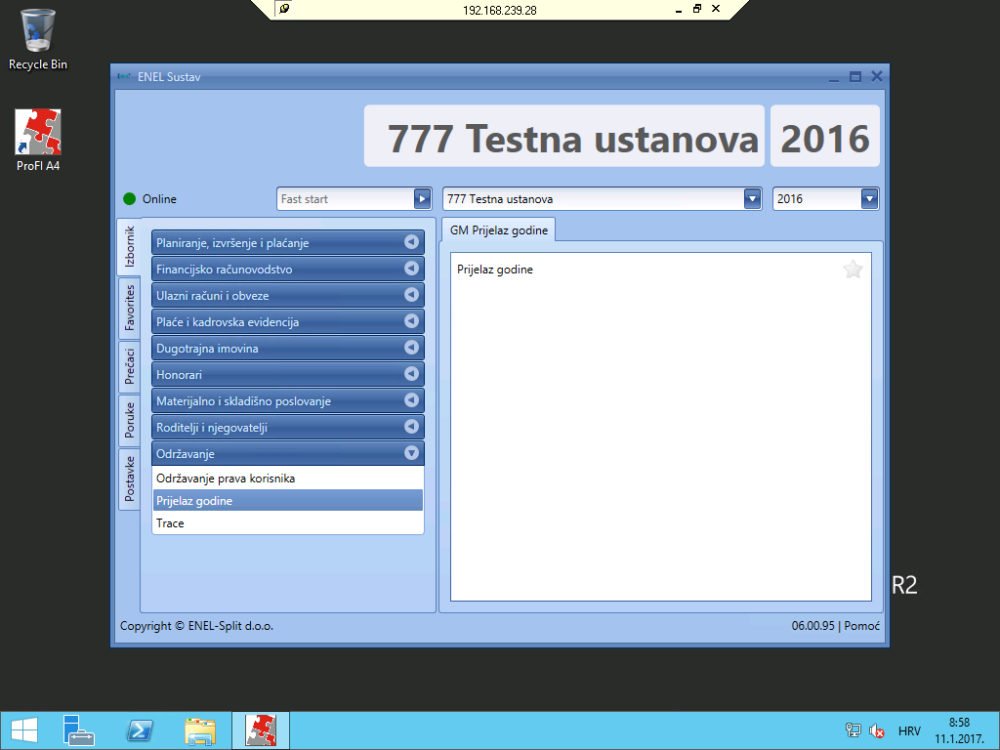 192.168.239.28
Recycle Bin
ProFI A4
ENEL Sustav
777 Testna ustanova
2016
Online
Fast start
777 Testna ustanova
2016
Izbornik
Favorites
Prečaci
Poruke
Postavke
Planiranje, izvršenje i plaćanje
Financijsko računovodstvo
Ulazni računi i obveze
Plaće i kadrovska evidencija
Dugotrajna imovina
Honorari
Materijalno i skladišno poslovanje
Roditelji i njegovatelji
Održavanje
Održavanje prava korisnika
Prijelaz godine
Trace
GM Prijelaz godine
Prijelaz godine
R2
Copyright © ENEL-Split d.o.o.
06.00.95 | Pomoć
HRV
8:58
11.1.2017.